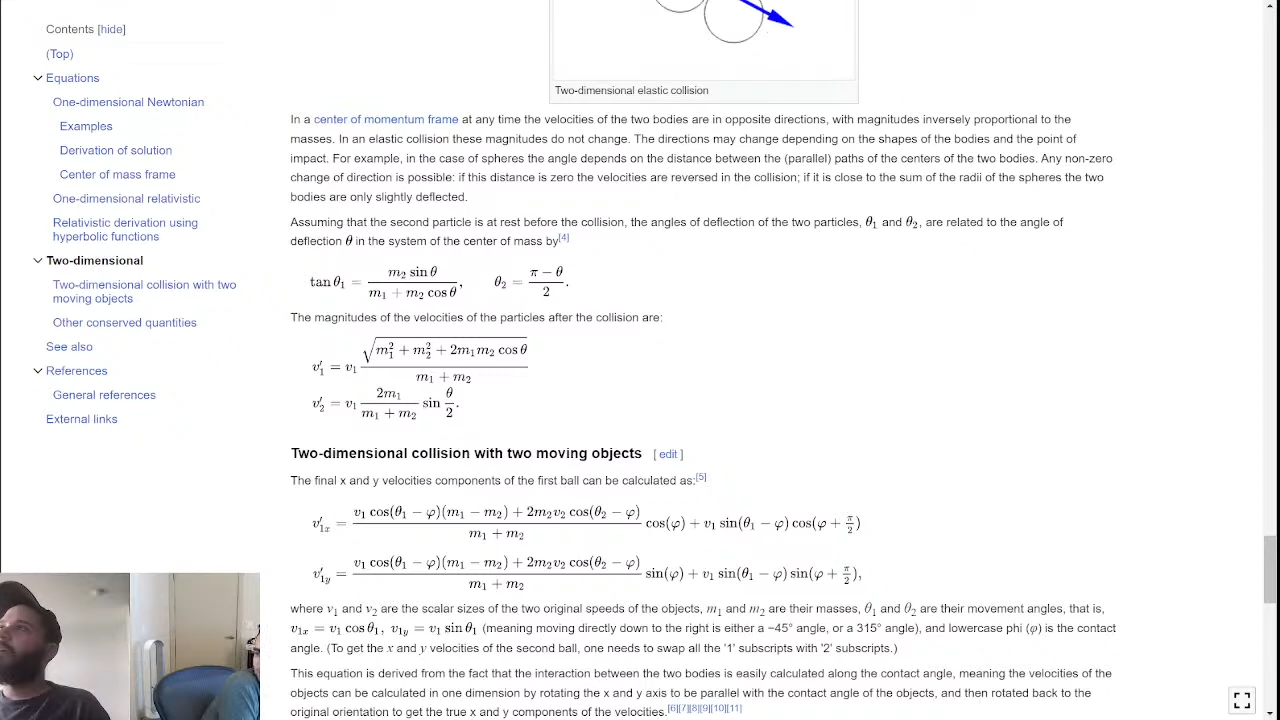 Contents [hide]
(Top)
Equations
One-dimensional Newtonian
Examples
Derivation of solution
Center of mass frame
One-dimensional relativistic
Relativistic derivation using
hyperbolic functions
Two-dimensional
Two-dimensional collision with two
moving objects
Other conserved quantities
See also
References
General references
External links
Two-dimensional elastic collision
In a center of momentum frame at any time the velocities of the two bodies are in opposite directions, with magnitudes inversely proportional to the
masses. In an elastic collision these magnitudes do not change. The directions may change depending on the shapes of the bodies and the point of
impact. For example, in the case of spheres the angle depends on the distance between the (parallel) paths of the centers of the two bodies. Any non-zero
change of direction is possible: if this distance is zero the velocities are reversed in the collision; if it is close to the sum of the radii of the spheres the two
bodies are only slightly deflected.
Assuming that the second particle is at rest before the collision, the angles of deflection of the two particles, θ₁ and θ₂, are related to the angle of
deflection θ in the system of the center of mass by[4]
tan θ₁ = (m₂ sin θ)/(m₁ + m₂ cos θ), θ₂ = (π − θ)/2.
The magnitudes of the velocities of the particles after the collision are:
v′₁ = v₁ √(m₁² + m₂² + 2m₁m₂ cos θ)/(m₁ + m₂)
v′₂ = v₁ 2m₁/(m₁ + m₂) sin θ/2.
Two-dimensional collision with two moving objects [ edit ]
The final x and y velocities components of the first ball can be calculated as:[5]
v′₁ₓ = (v₁ cos(θ₁ − φ)(m₁ − m₂) + 2m₂v₂ cos(θ₂ − φ))/(m₁ + m₂) cos(φ) + v₁ sin(θ₁ − φ) cos(φ + π/2)
v′₁y = (v₁ cos(θ₁ − φ)(m₁ − m₂) + 2m₂v₂ cos(θ₂ − φ))/(m₁ + m₂) sin(φ) + v₁ sin(θ₁ − φ) sin(φ + π/2),
where v₁ and v₂ are the scalar sizes of the two original speeds of the objects, m₁ and m₂ are their masses, θ₁ and θ₂ are their movement angles, that is,
v₁ₓ = v₁ cos θ₁, v₁y = v₁ sin θ₁ (meaning moving directly down to the right is either a −45° angle, or a 315° angle), and lowercase phi (φ) is the contact
angle. (To get the x and y velocities of the second ball, one needs to swap all the '1' subscripts with '2' subscripts.)
This equation is derived from the fact that the interaction between the two bodies is easily calculated along the contact angle, meaning the velocities of the
objects can be calculated in one dimension by rotating the x and y axis to be parallel with the contact angle of the objects, and then rotated back to the
original orientation to get the true x and y components of the velocities.[6][7][8][9][10][11]